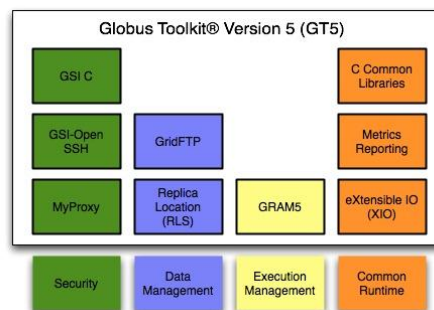 Globus Toolkit® Version 5 (GT5)
GSI C
C Common
Libraries
GSI-Open
SSH
GridFTP
Metrics
Reporting
MyProxy
Replica
Location
(RLS)
GRAM5
eXtensible IO
(XIO)
Security
Data
Management
Execution
Management
Common
Runtime